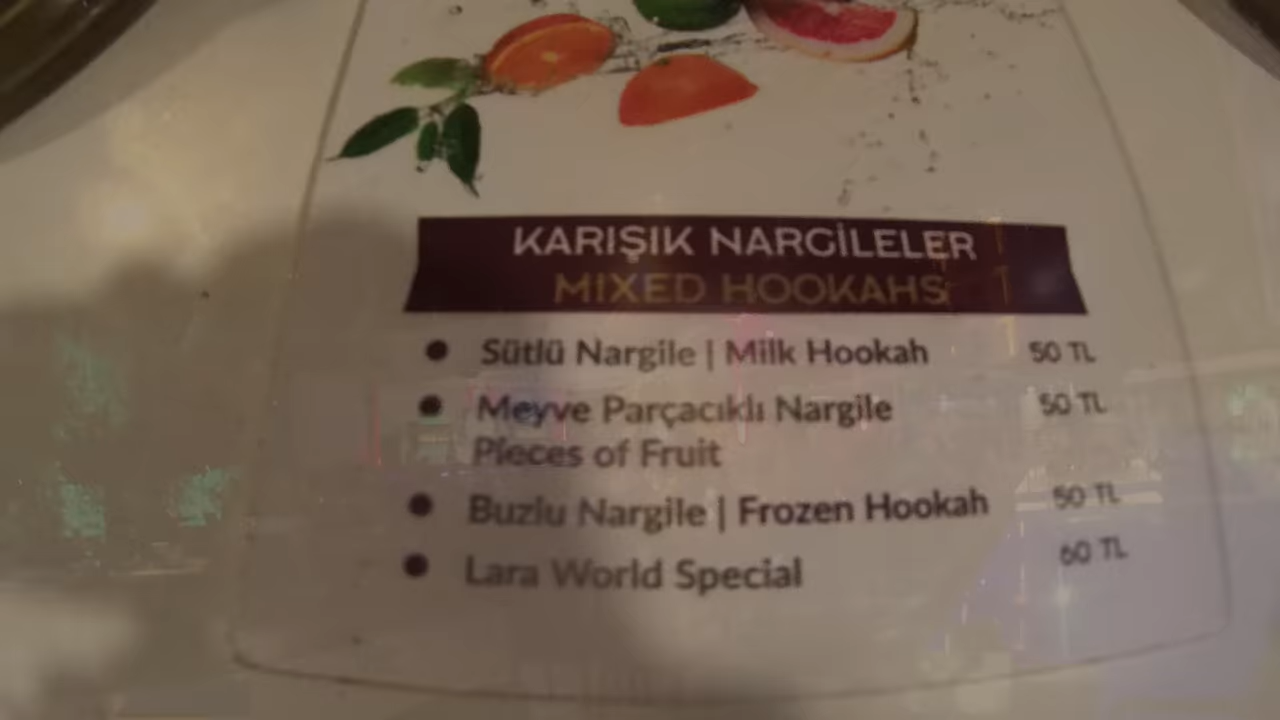 KARIŞIK NARGİLELER
MIXED HOOKAHS
Sütlü Nargile | Milk Hookah 50 TL
Meyve Parçacıklı Nargile 50 TL
Pieces of Fruit
Buzlu Nargile | Frozen Hookah 50 TL
Lara World Special 60 TL